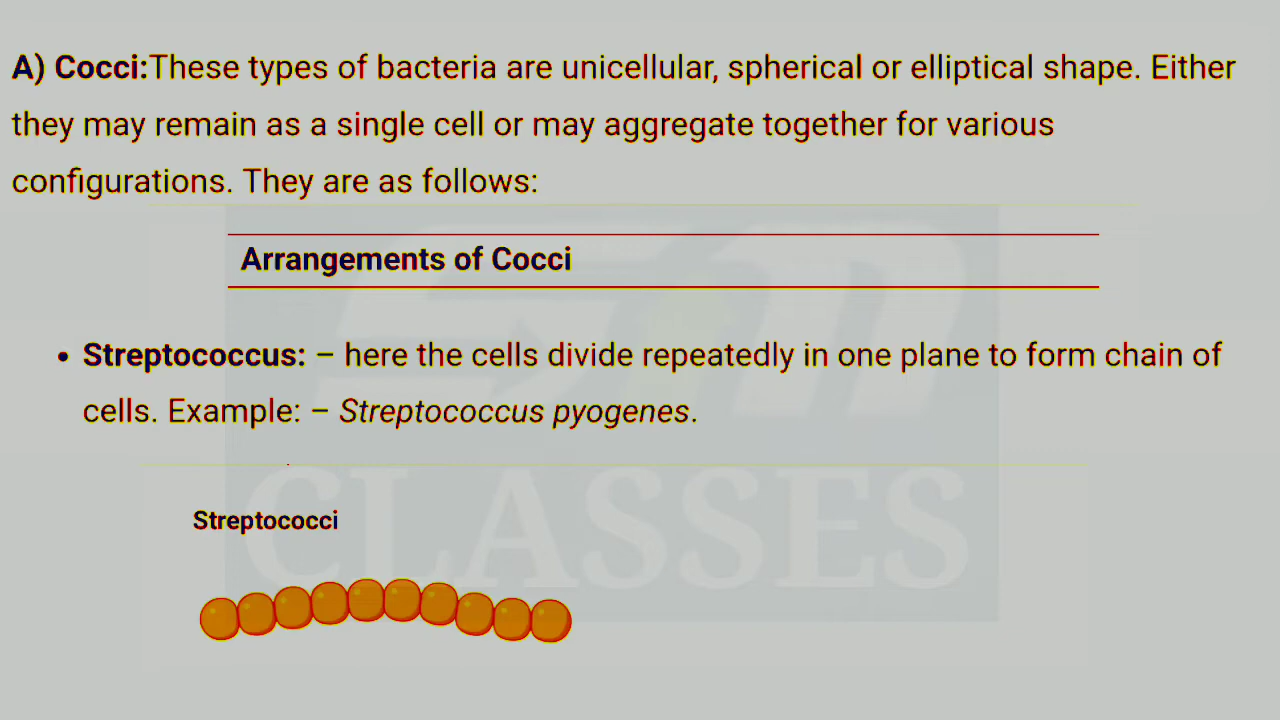 A) Cocci:These types of bacteria are unicellular, spherical or elliptical shape. Either
they may remain as a single cell or may aggregate together for various
configurations. They are as follows:
Arrangements of Cocci
• Streptococcus: – here the cells divide repeatedly in one plane to form chain of
cells. Example: – Streptococcus pyogenes.
CLASSES
Streptococci